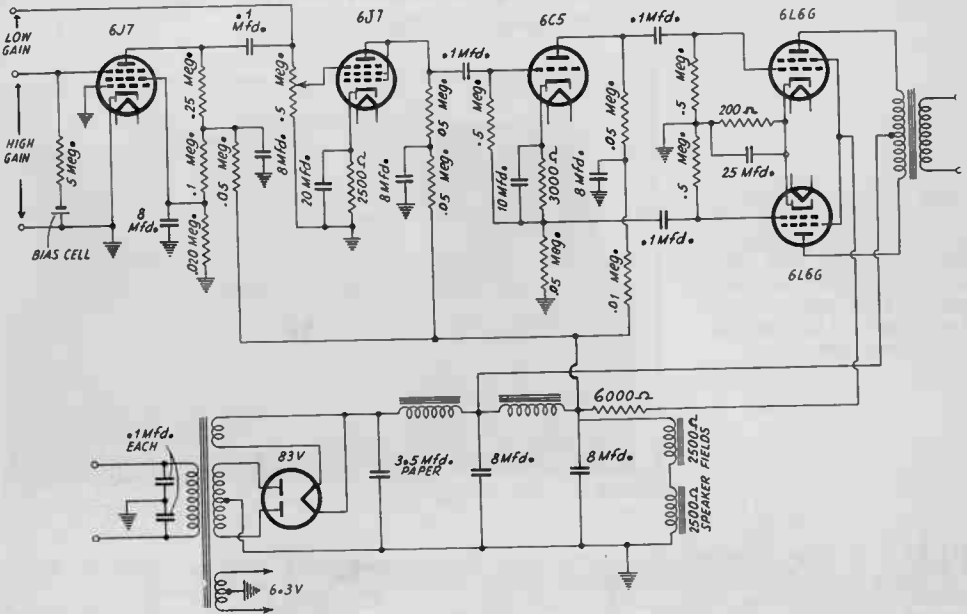 LOW
GAIN
HIGH
GAIN
6J7
.1
Mfd.
6J7
6C5
.1Mfd.
6L6G
.25 Meg.
.5 Meg.
.05 Meg.
.1Mfd.
.5 Meg.
.05 Meg.
.5 Meg.
200Ω
5 Meg.
BIAS CELL
8
Mfd.
.1 Meg.
.020 Meg.
.05 Meg.
8 Mfd.
20 Mfd.
2500Ω
8 Mfd.
.05 Meg.
10 Mfd.
3000Ω
.05 Meg.
8 Mfd.
.01 Meg.
.1Mfd.
.5 Meg.
25 Mfd.
6L6G
6000Ω
.1Mfd.
EACH
83V
3.5 Mfd.
PAPER
8Mfd.
8 Mfd.
2500Ω
FIELDS
2500Ω
SPEAKER
6.3V